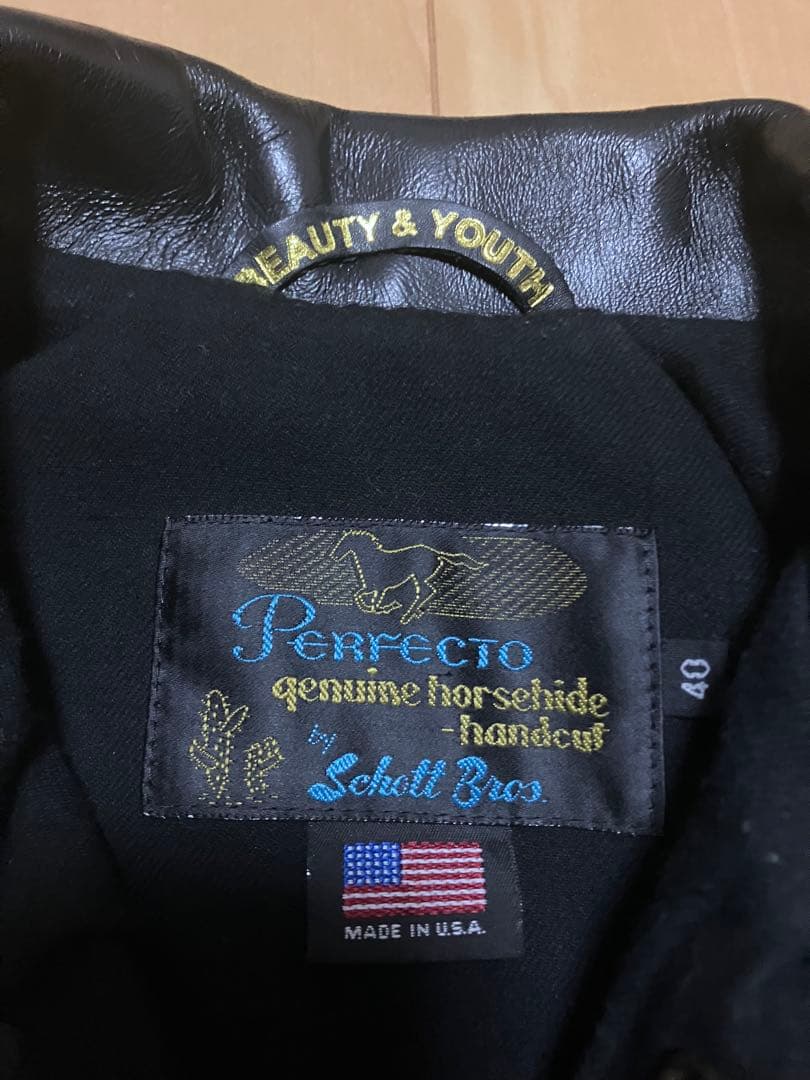 BEAUTY & YOUTH
PERFECTO
genuine horsehide
-handcut
by
Schott Bros.
40
MADE IN U.S.A.